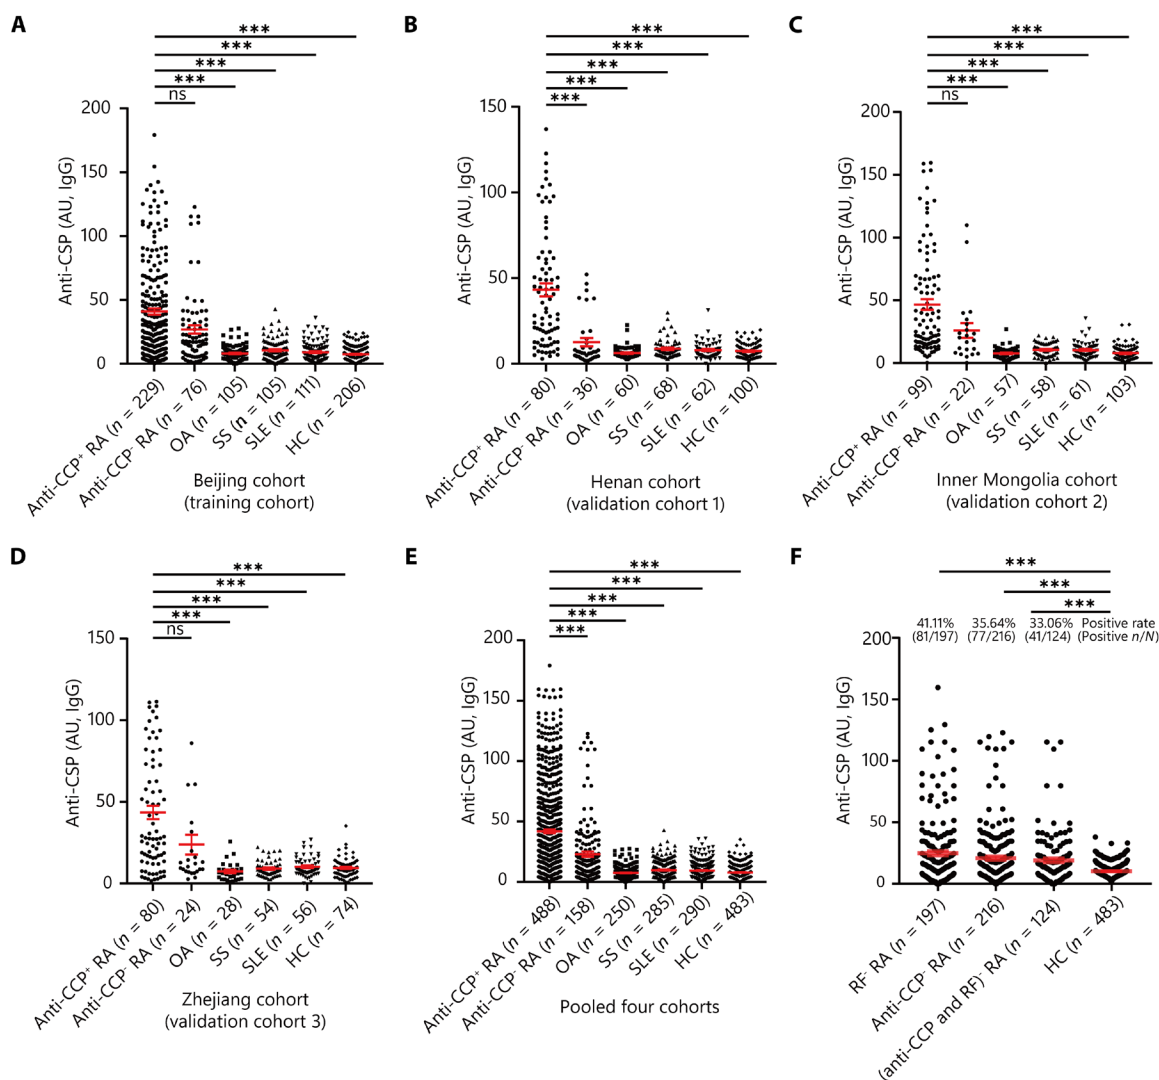 A
***
***
***
***
ns
200
150
100
50
0
Anti-CSP (AU, IgG)
Anti-CCP⁺ RA (n = 229)
Anti-CCP⁻ RA (n = 76)
OA (n = 105)
SS (n = 105)
SLE (n = 111)
HC (n = 206)
Beijing cohort
(training cohort)
B
***
***
***
***
***
150
100
50
0
Anti-CSP (AU, IgG)
Anti-CCP⁺ RA (n = 80)
Anti-CCP⁻ RA (n = 36)
OA (n = 60)
SS (n = 68)
SLE (n = 62)
HC (n = 100)
Henan cohort
(validation cohort 1)
C
***
***
***
***
ns
200
150
100
50
0
Anti-CSP (AU, IgG)
Anti-CCP⁺ RA (n = 99)
Anti-CCP⁻ RA (n = 22)
OA (n = 57)
SS (n = 58)
SLE (n = 61)
HC (n = 103)
Inner Mongolia cohort
(validation cohort 2)
D
***
***
***
***
ns
150
100
50
0
Anti-CSP (AU, IgG)
Anti-CCP⁺ RA (n = 80)
Anti-CCP⁻ RA (n = 24)
OA (n = 28)
SS (n = 54)
SLE (n = 56)
HC (n = 74)
Zhejiang cohort
(validation cohort 3)
E
***
***
***
***
***
200
150
100
50
0
Anti-CSP (AU, IgG)
Anti-CCP⁺ RA (n = 488)
Anti-CCP⁻ RA (n = 158)
OA (n = 250)
SS (n = 285)
SLE (n = 290)
HC (n = 483)
Pooled four cohorts
F
***
***
***
41.11% 35.64% 33.06% Positive rate
(81/197) (77/216) (41/124) (Positive n/N)
200
150
100
50
0
Anti-CSP (AU, IgG)
RF⁻ RA (n = 197)
Anti-CCP⁻ RA (n = 216)
(anti-CCP and RF)⁻ RA (n = 124)
HC (n = 483)